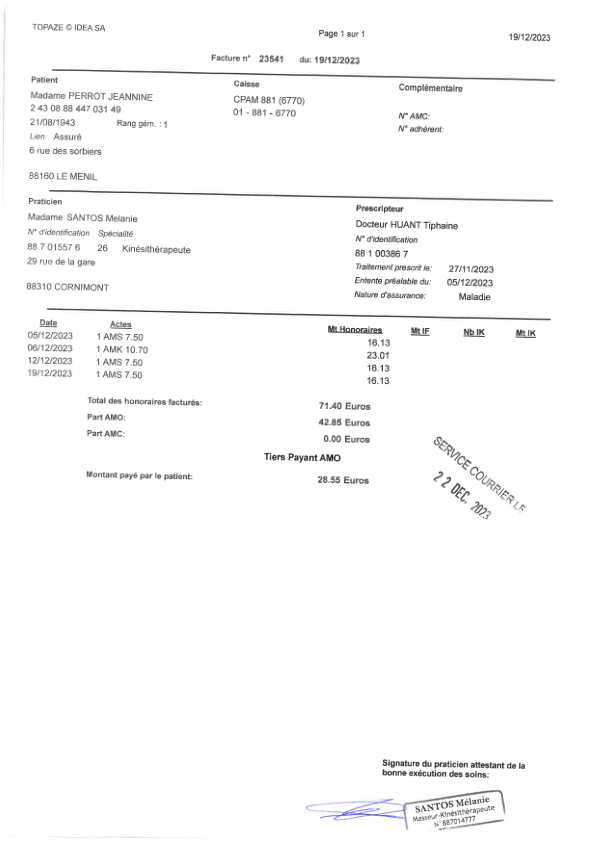 TOPAZE © IDEA SA
Page 1 sur 1
19/12/2023
Facture n° 23541 du: 19/12/2023
Patient
Madame PERROT JEANNINE
2 43 08 88 447 031 49
21/08/1943 Rang gém. : 1
Lien: Assuré
6 rue des sorbiers
88160 LE MENIL
Caisse
CPAM 881 (6770)
01 - 881 - 6770
Complémentaire
N° AMC:
N° adhérent:
Praticien
Madame SANTOS Melanie
N° d'identification Spécialité
88 7 01557 6 26 Kinésithérapeute
29 rue de la gare
88310 CORNIMONT
Prescripteur
Docteur HUANT Tiphaine
N° d'identification
88 1 00386 7
Traitement prescrit le: 27/11/2023
Entente préalable du: 05/12/2023
Nature d'assurance: Maladie
Date Actes Mt Honoraires Mt IF Nb IK Mt IK
05/12/2023 1 AMS 7.50 16.13
06/12/2023 1 AMK 10.70 23.01
12/12/2023 1 AMS 7.50 16.13
19/12/2023 1 AMS 7.50 16.13
Total des honoraires facturés: 71.40 Euros
Part AMO: 42.85 Euros
Part AMC: 0.00 Euros
Tiers Payant AMO
Montant payé par le patient: 28.55 Euros
SERVICE COURRIER
22 DEC. 2023
Signature du praticien attestant de la
bonne exécution des soins:
SANTOS Mélanie
Masseur-Kinésithérapeute
N° 887014777